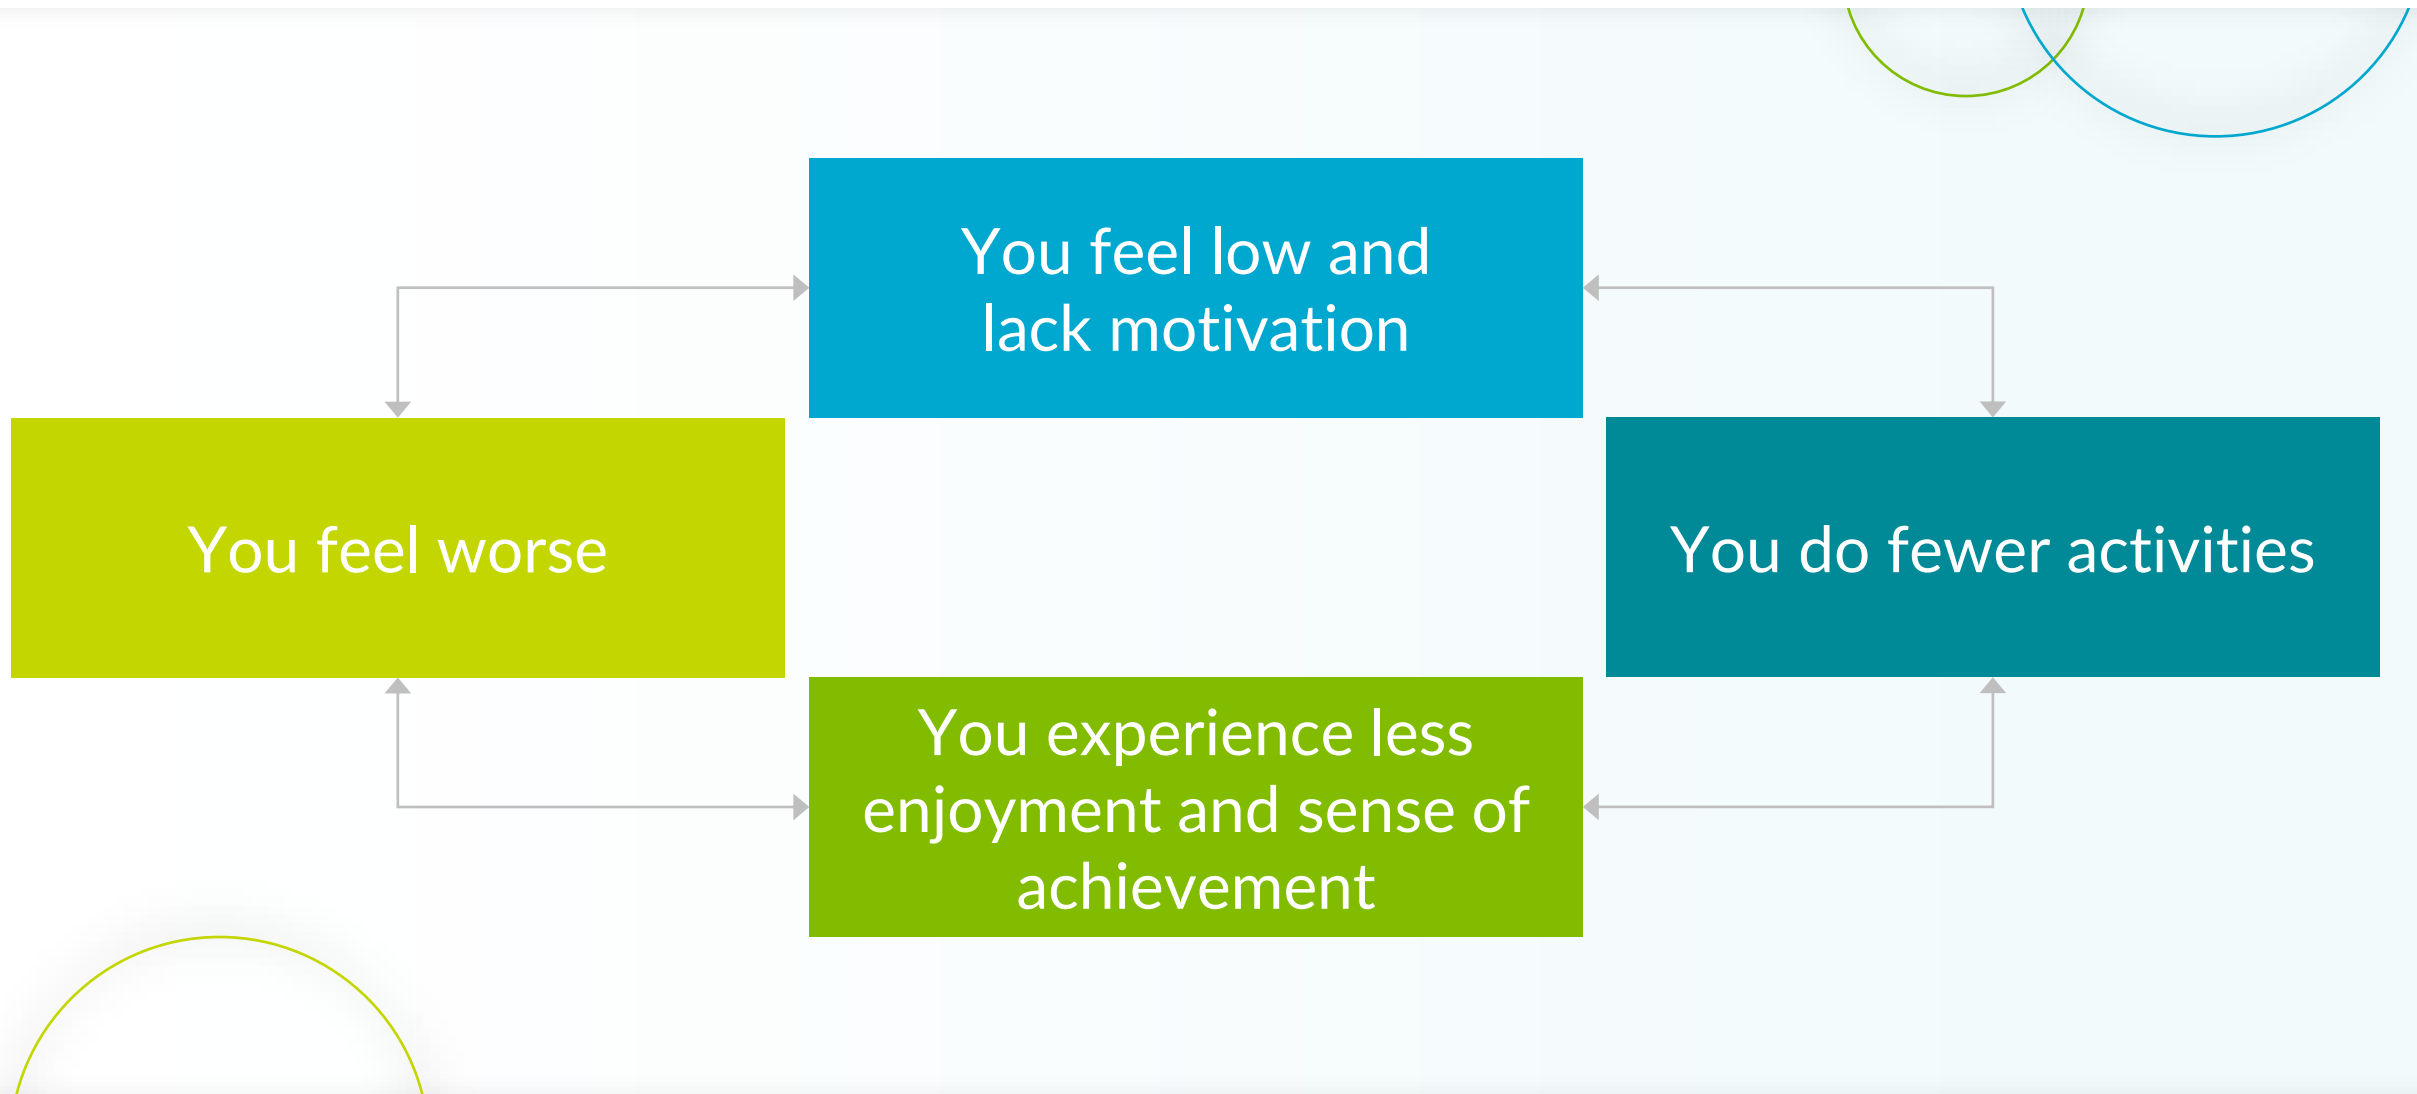 You feel low and
lack motivation
You feel worse
You do fewer activities
You experience less
enjoyment and sense of
achievement